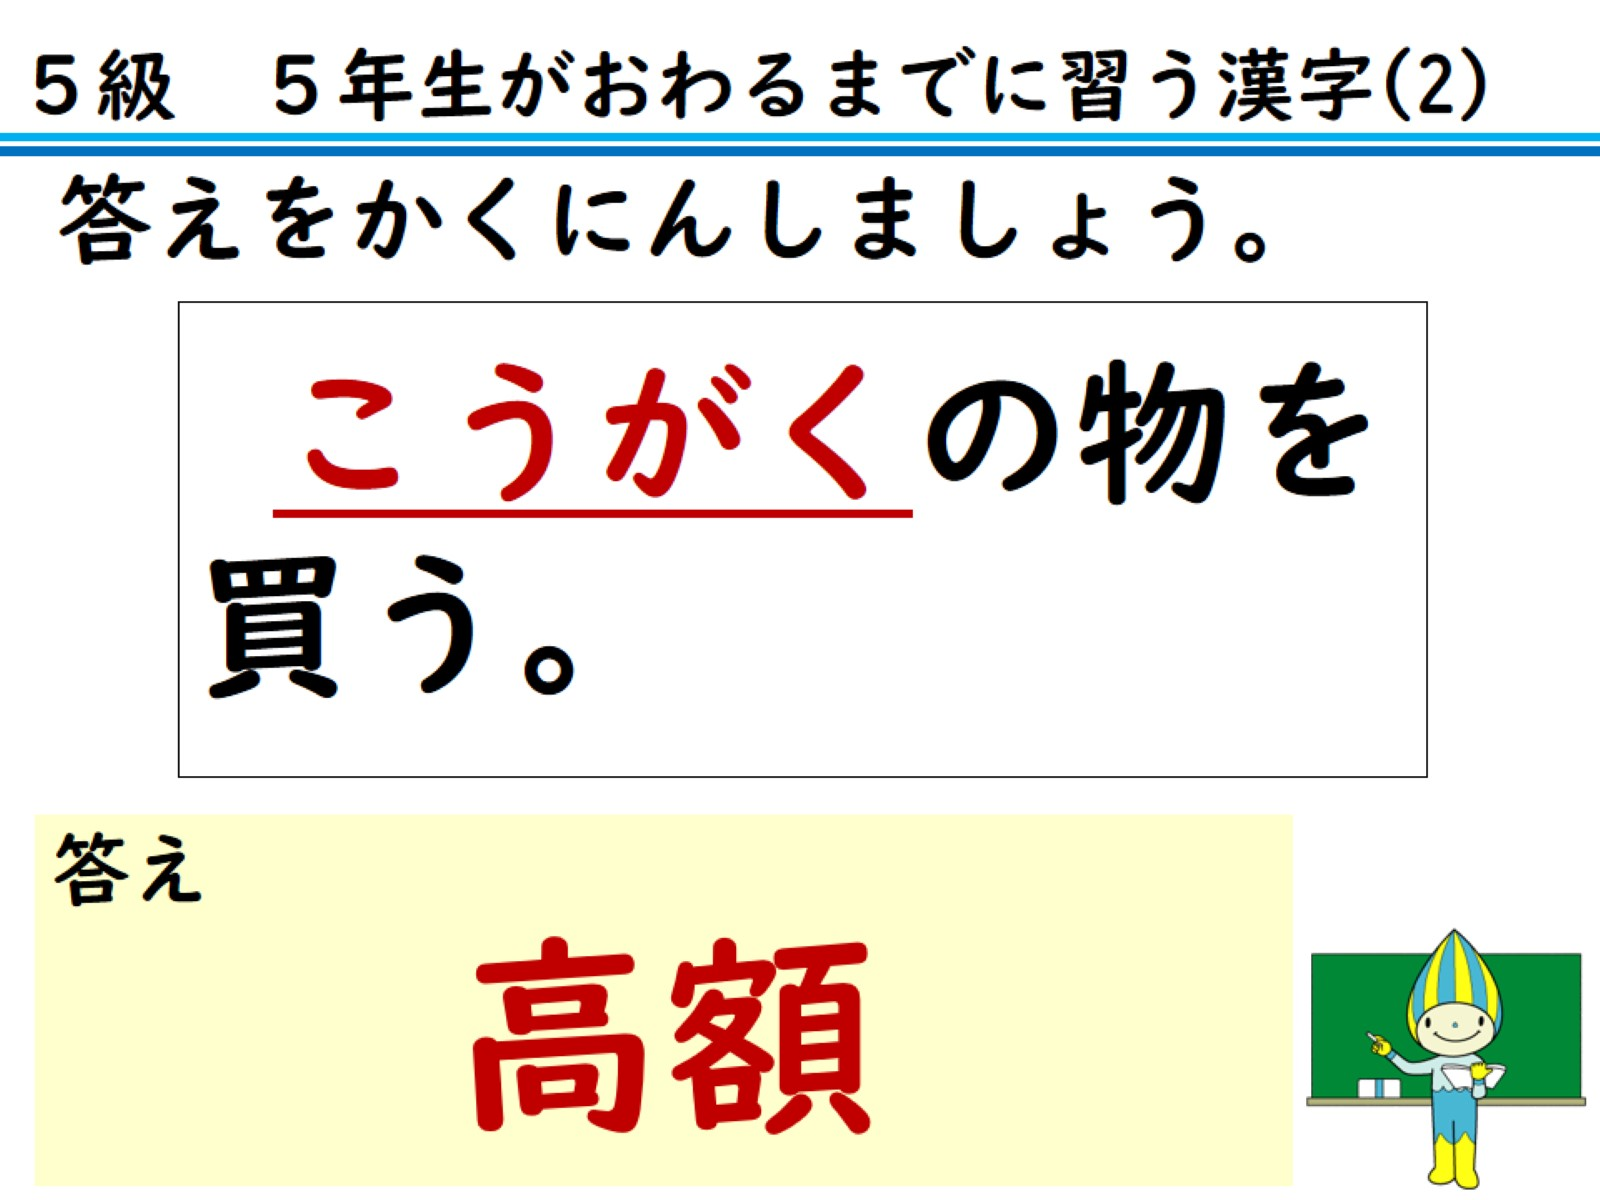 ５級　５年生がおわるまでに習う漢字(2)
答えをかくにんしましょう。
こうがくの物を
買う。
答え
高額